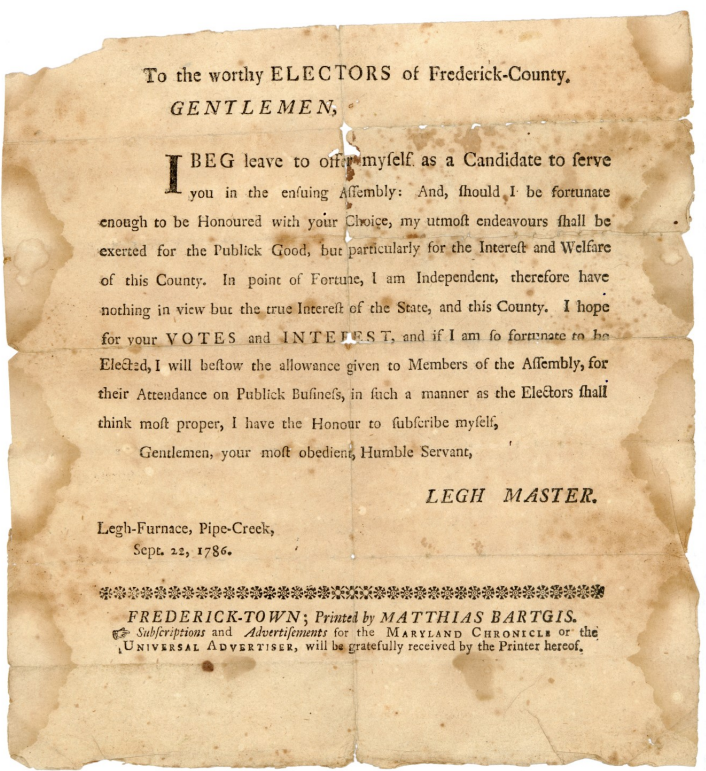 To the worthy ELECTORS of Frederick-County.
GENTLEMEN,
I BEG leave to offer myſelf as a Candidate to ſerve
you in the enſuing Aſſembly: And, ſhould I be fortunate
enough to be Honoured with your Choice, my utmoſt endeavours ſhall be
exerted for the Publick Good, but particularly for the Intereſt and Welfare
of this County. In point of Fortune, I am Independent, therefore have
nothing in view but the true Intereſt of the State, and this County. I hope
for your VOTES and INTEREST, and if I am ſo fortunate to be
Elected, I will beſtow the allowance given to Members of the Aſſembly, for
their Attendance on Publick Buſineſs, in ſuch a manner as the Electors ſhall
think moſt proper, I have the Honour to ſubſcribe myſelf,
Gentlemen, your moſt obedient, Humble Servant,
LEGH MASTER.
Legh-Furnace, Pipe-Creek,
Sept. 22, 1786.
FREDERICK-TOWN; Printed by MATTHIAS BARTGIS.
☞ Subſcriptions and Advertiſements for the MARYLAND CHRONICLE or the
UNIVERSAL ADVERTISER, will be gratefully received by the Printer hereof.